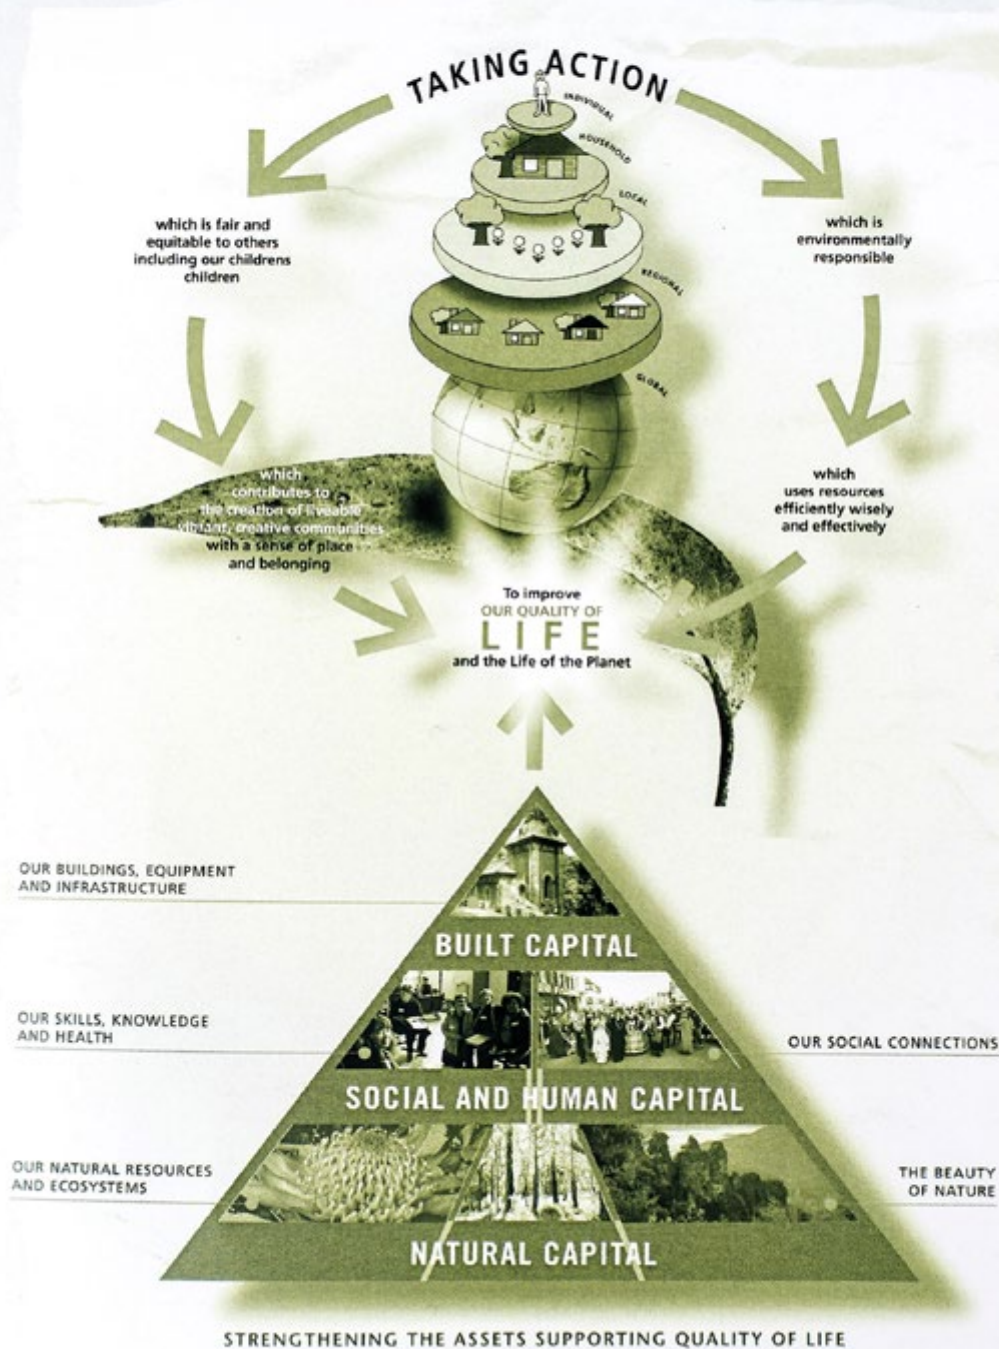 TAKING ACTION
INDIVIDUAL
HOUSEHOLD
LOCAL
REGIONAL
GLOBAL
which is fair and
equitable to others
including our childrens
children
which is
environmentally
responsible
which
contributes to
the creation of liveable
vibrant, creative communities
with a sense of place
and belonging
which
uses resources
efficiently wisely
and effectively
To improve
OUR QUALITY OF
LIFE
and the Life of the Planet
OUR BUILDINGS, EQUIPMENT
AND INFRASTRUCTURE
BUILT CAPITAL
OUR SKILLS, KNOWLEDGE
AND HEALTH
OUR SOCIAL CONNECTIONS
SOCIAL AND HUMAN CAPITAL
OUR NATURAL RESOURCES
AND ECOSYSTEMS
THE BEAUTY
OF NATURE
NATURAL CAPITAL
STRENGTHENING THE ASSETS SUPPORTING QUALITY OF LIFE